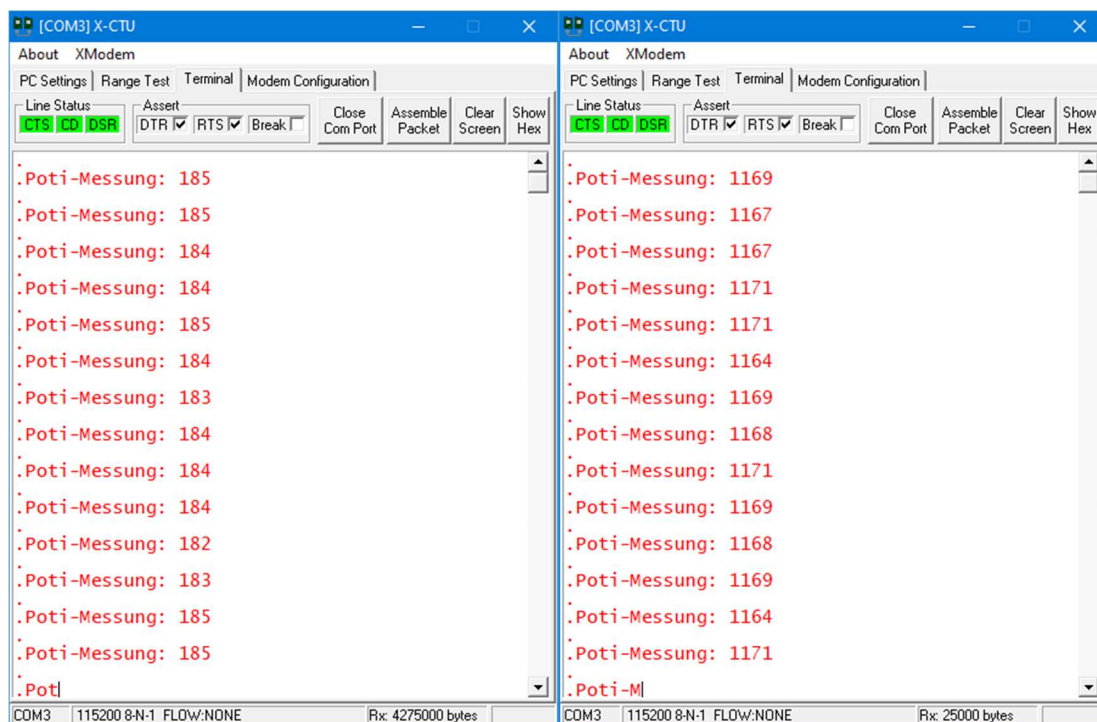 [COM3] X-CTU
About XModem
PC Settings Range Test Terminal Modem Configuration
Line Status
CTS CD DSR
Assert
DTR RTS Break
Close Com Port
Assemble Packet
Clear Screen
Show Hex
.
.Poti-Messung: 185
.
.Poti-Messung: 185
.
.Poti-Messung: 184
.
.Poti-Messung: 184
.
.Poti-Messung: 185
.
.Poti-Messung: 184
.
.Poti-Messung: 183
.
.Poti-Messung: 184
.
.Poti-Messung: 184
.
.Poti-Messung: 184
.
.Poti-Messung: 182
.
.Poti-Messung: 183
.
.Poti-Messung: 185
.
.Poti-Messung: 185
.
.Pot
COM3 115200 8-N-1 FLOW:NONE Rx: 4275000 bytes
[COM3] X-CTU
About XModem
PC Settings Range Test Terminal Modem Configuration
Line Status
CTS CD DSR
Assert
DTR RTS Break
Close Com Port
Assemble Packet
Clear Screen
Show Hex
.
.Poti-Messung: 1169
.
.Poti-Messung: 1167
.
.Poti-Messung: 1167
.
.Poti-Messung: 1171
.
.Poti-Messung: 1171
.
.Poti-Messung: 1164
.
.Poti-Messung: 1169
.
.Poti-Messung: 1168
.
.Poti-Messung: 1171
.
.Poti-Messung: 1169
.
.Poti-Messung: 1168
.
.Poti-Messung: 1169
.
.Poti-Messung: 1164
.
.Poti-Messung: 1171
.
.Poti-M
COM3 115200 8-N-1 FLOW:NONE Rx: 25000 bytes